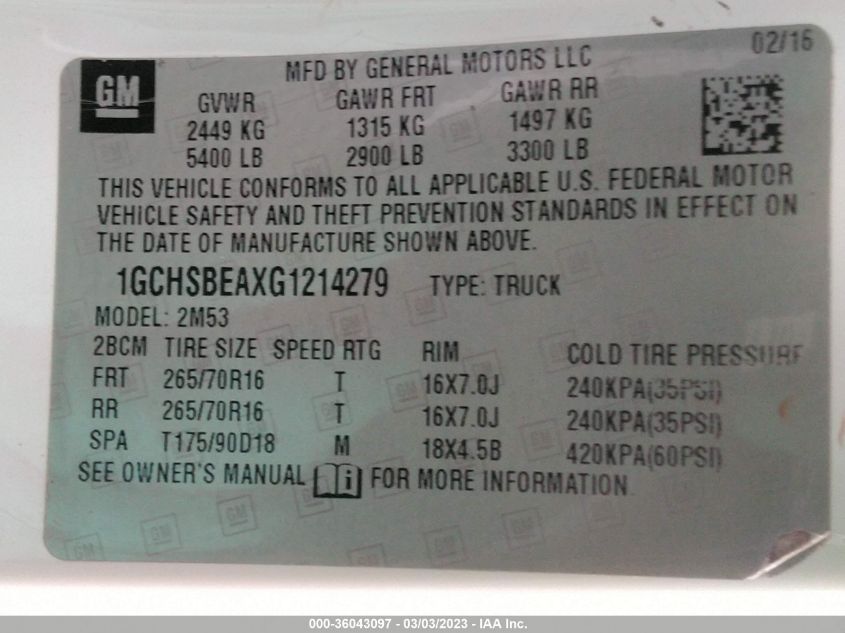 02/16
GM MFD BY GENERAL MOTORS LLC
GVWR GAWR FRT GAWR RR
2449 KG 1315 KG 1497 KG
5400 LB 2900 LB 3300 LB
THIS VEHICLE CONFORMS TO ALL APPLICABLE U.S. FEDERAL MOTOR
VEHICLE SAFETY AND THEFT PREVENTION STANDARDS IN EFFECT ON
THE DATE OF MANUFACTURE SHOWN ABOVE.
1GCHSBEAXG1214279 TYPE: TRUCK
MODEL: 2M53
2BCM TIRE SIZE SPEED RTG RIM COLD TIRE PRESSURE
FRT 265/70R16 T 16X7.0J 240KPA(35PSI)
RR 265/70R16 T 16X7.0J 240KPA(35PSI)
SPA T175/90D18 M 18X4.5B 420KPA(60PSI)
SEE OWNER'S MANUAL FOR MORE INFORMATION
000-36043097 - 03/03/2023 - IAA Inc.